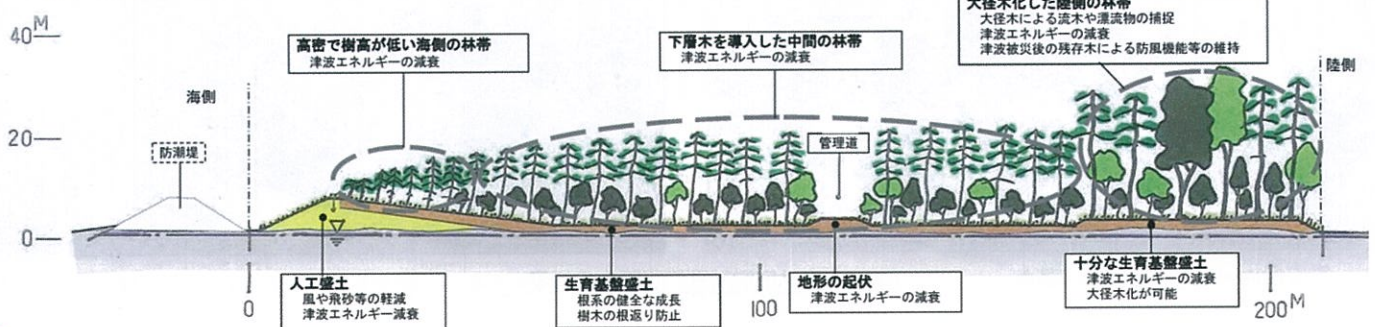 大径木化した陸側の林帯
大径木による流木や漂流物の捕捉
津波エネルギーの減衰
津波被災後の残存木による防風機能等の維持
40M
高密で樹高が低い海側の林帯
津波エネルギーの減衰
下層木を導入した中間の林帯
津波エネルギーの減衰
海側
陸側
20
防潮堤
管理道
0
人工盛土
風や飛砂等の軽減
津波エネルギー減衰
生育基盤盛土
根系の健全な成長
樹木の根返り防止
地形の起伏
津波エネルギーの減衰
十分な生育基盤盛土
津波エネルギーの減衰
大径木化が可能
0
100
200M